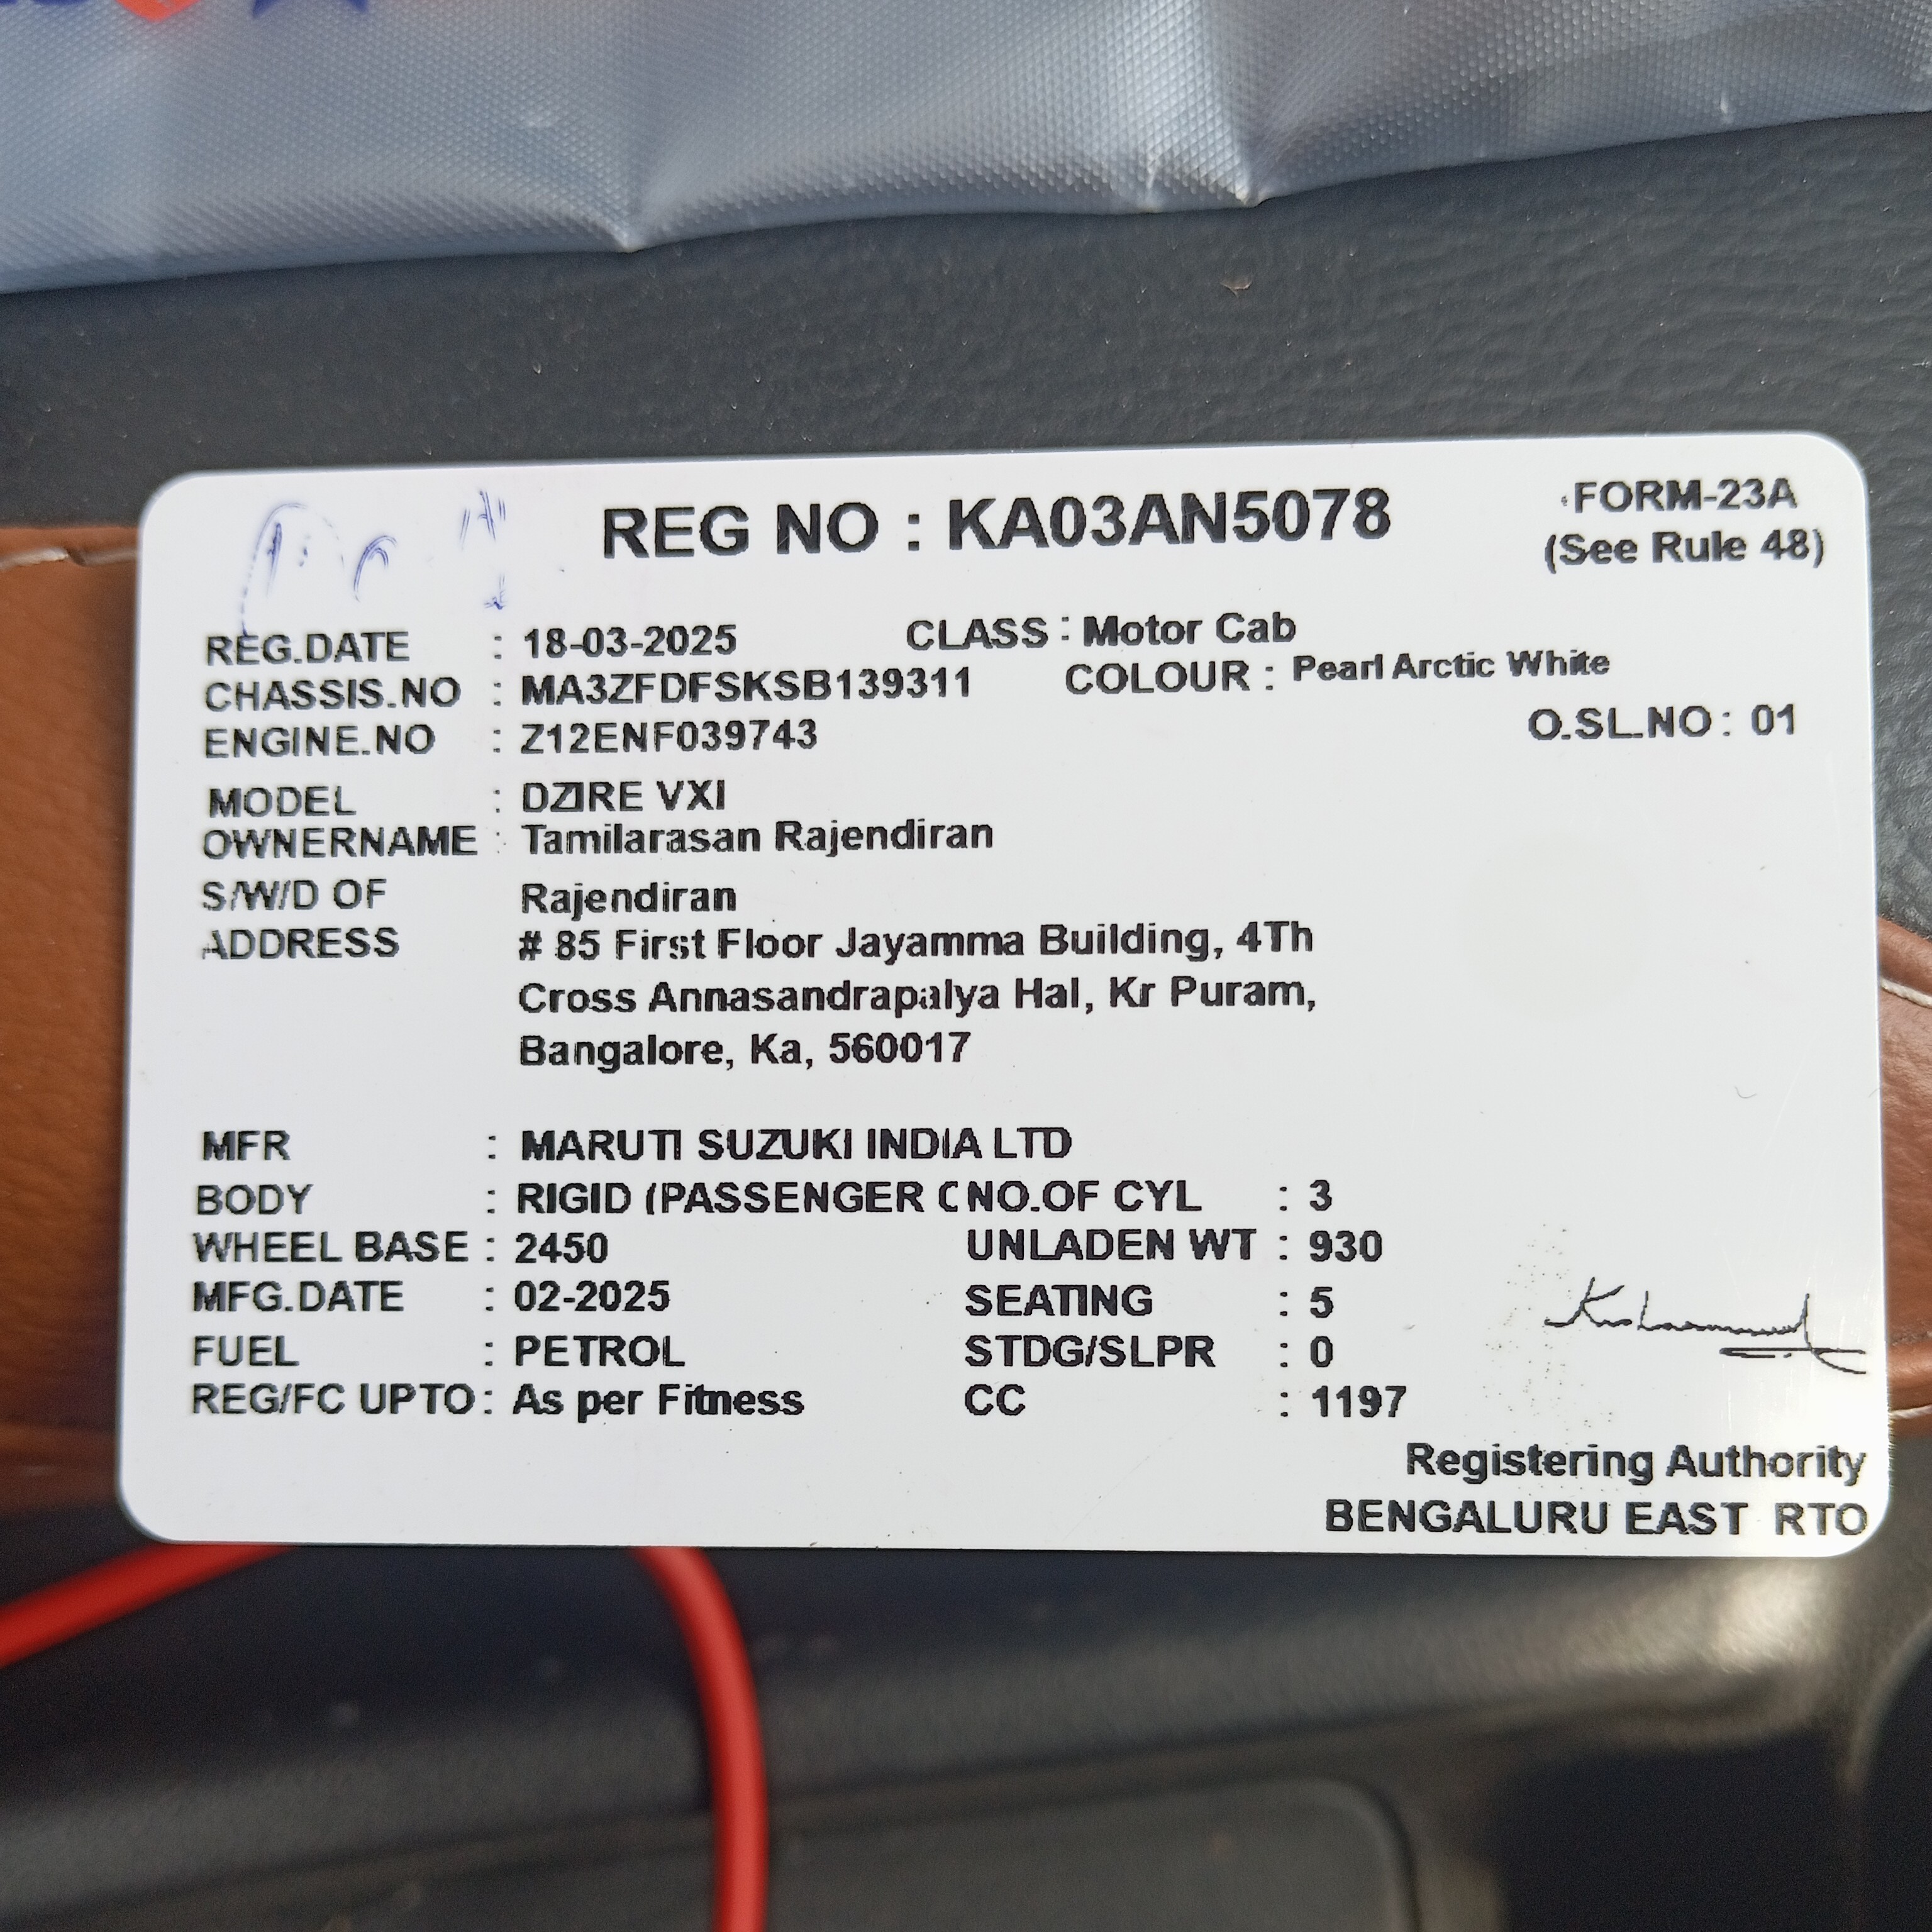 REG NO : KA03AN5078
FORM-23A
(See Rule 48)
REG.DATE : 18-03-2025 CLASS : Motor Cab
CHASSIS.NO : MA3ZFDFSKSB139311 COLOUR : Pearl Arctic White
ENGINE.NO : Z12ENF039743 O.SL.NO : 01
MODEL : DZIRE VXI
OWNERNAME : Tamilarasan Rajendiran
S/W/D OF Rajendiran
ADDRESS # 85 First Floor Jayamma Building, 4Th
Cross Annasandrapalya Hal, Kr Puram,
Bangalore, Ka, 560017
MFR : MARUTI SUZUKI INDIA LTD
BODY : RIGID (PASSENGER C NO.OF CYL : 3
WHEEL BASE : 2450 UNLADEN WT : 930
MFG.DATE : 02-2025 SEATING : 5
FUEL : PETROL STDG/SLPR : 0
REG/FC UPTO : As per Fitness CC : 1197
Registering Authority
BENGALURU EAST RTO